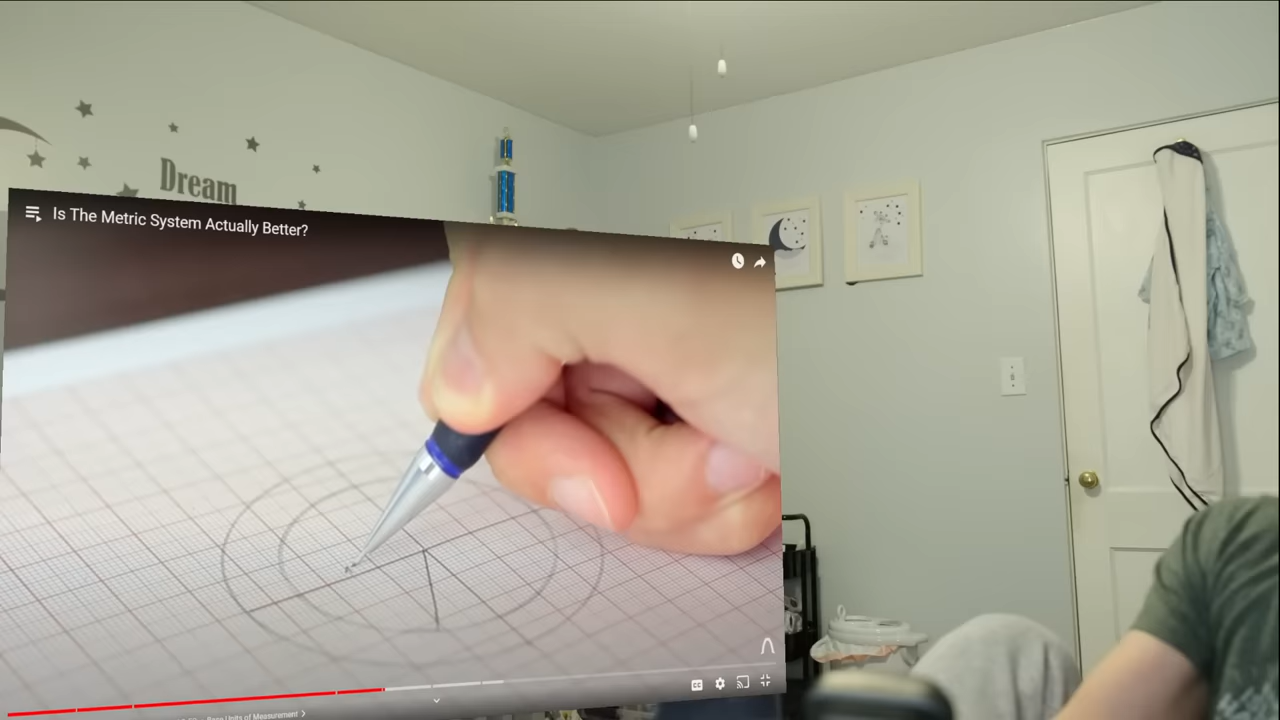 Dream
Is The Metric System Actually Better?
Base Units of Measurement